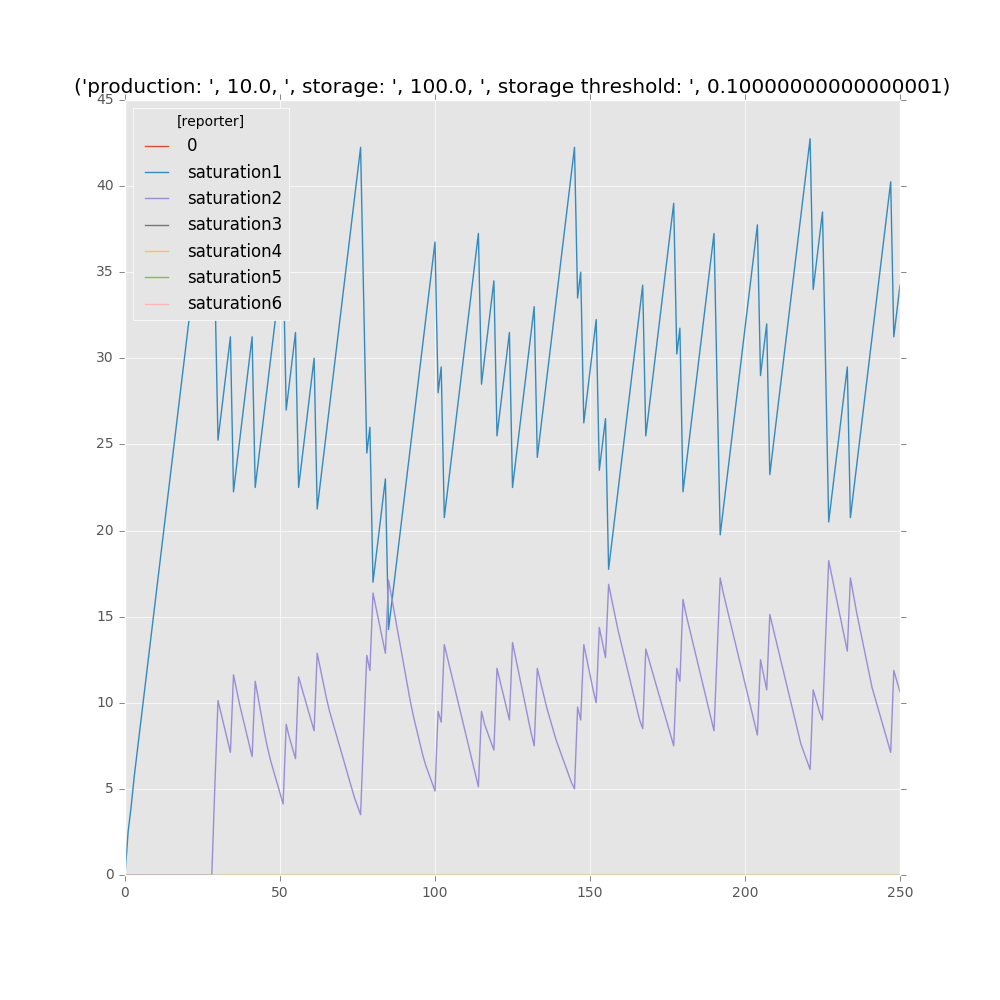 ('production: ', 10.0, ', storage: ', 100.0, ', storage threshold: ', 0.10000000000000001)
45
40
35
30
25
20
15
10
5
0
[reporter]
0
saturation1
saturation2
saturation3
saturation4
saturation5
saturation6
0
50
100
150
200
250